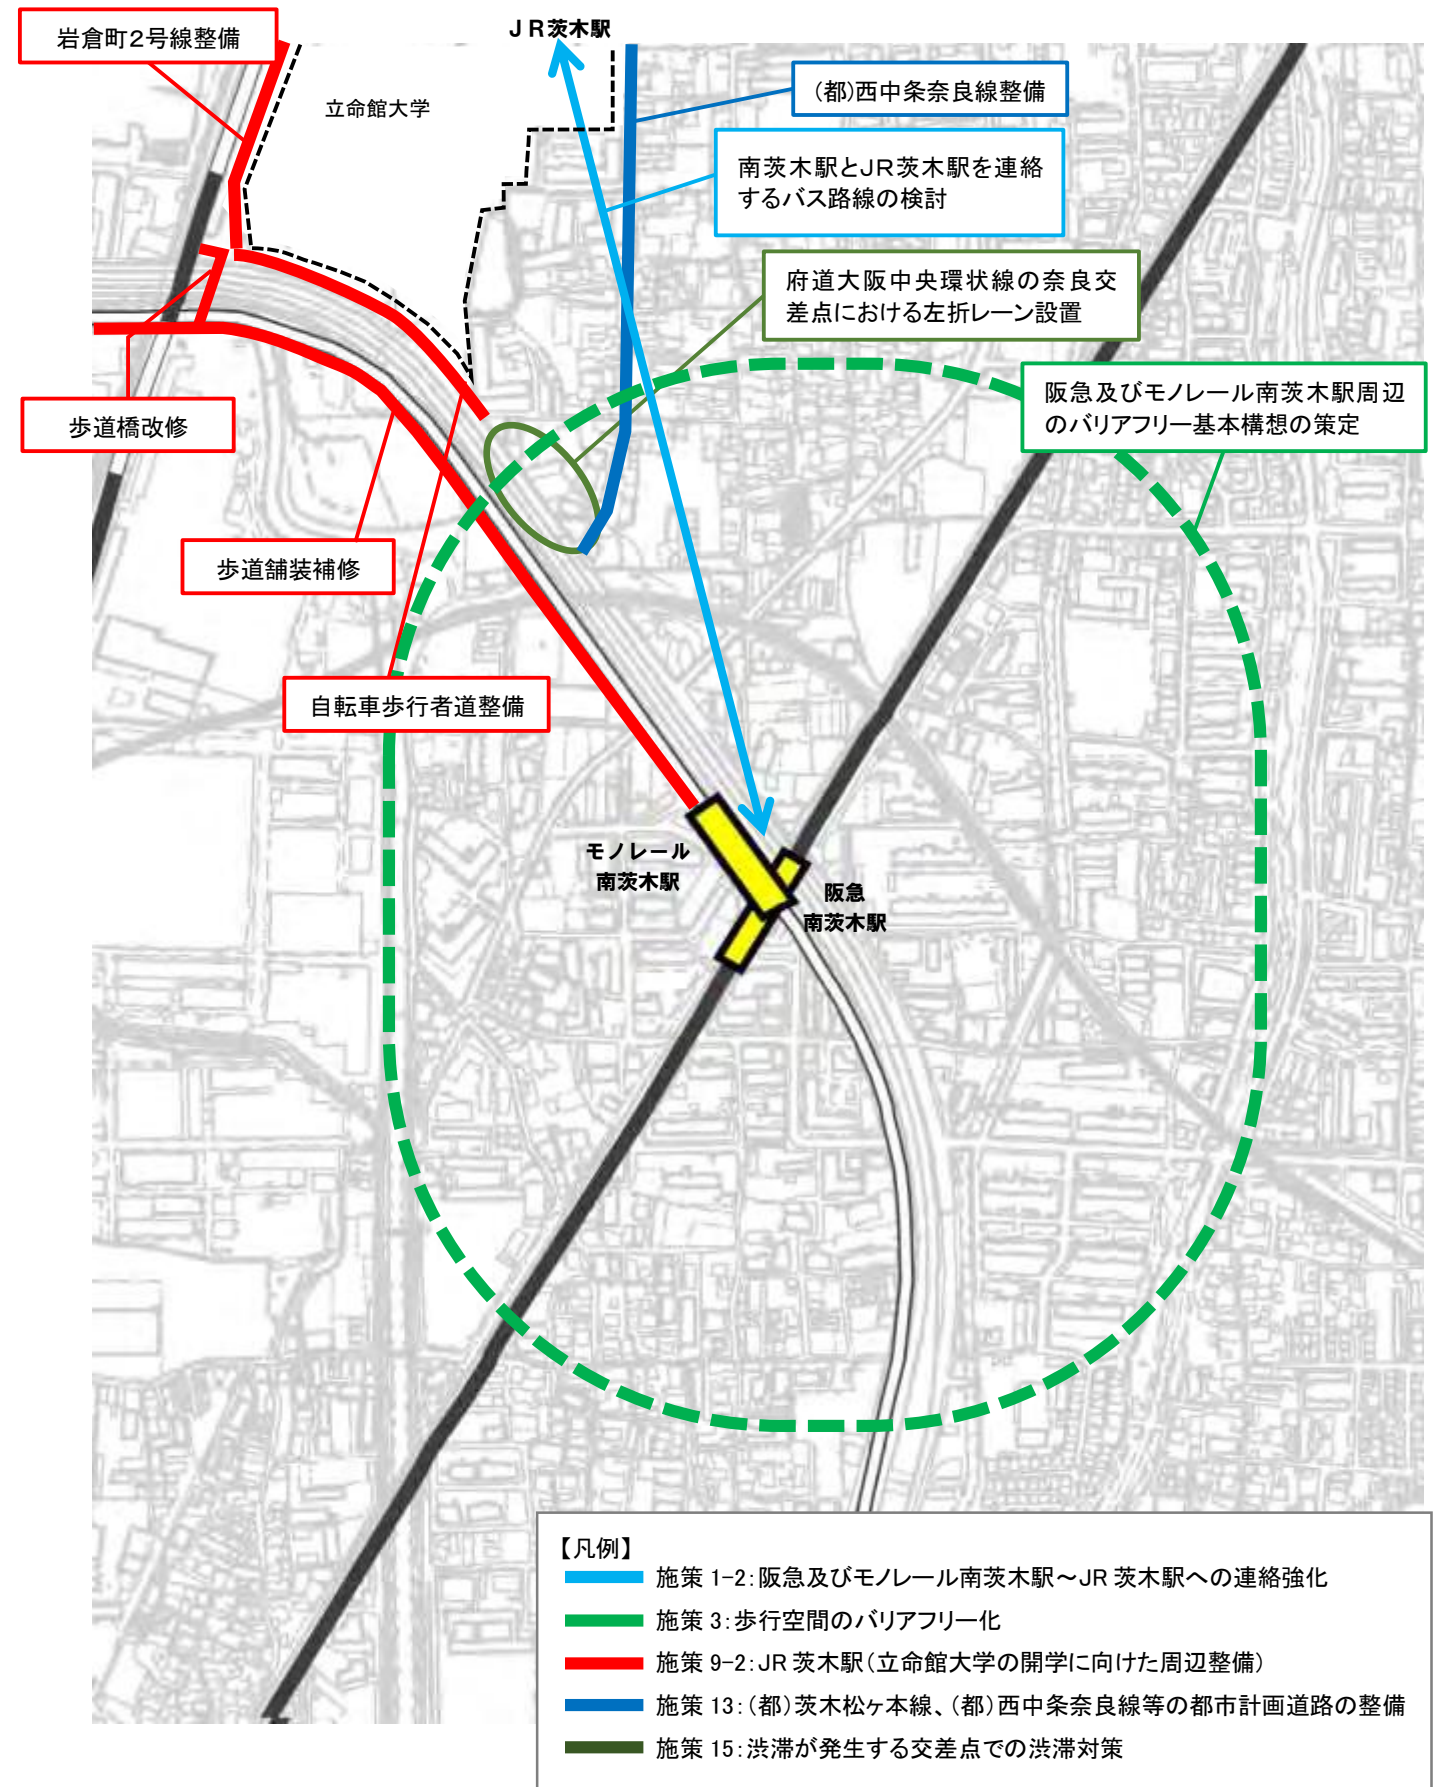 岩倉町2号線整備
JR茨木駅
立命館大学
(都)西中条奈良線整備
南茨木駅とJR茨木駅を連絡
するバス路線の検討
府道大阪中央環状線の奈良交
差点における左折レーン設置
阪急及びモノレール南茨木駅周辺
のバリアフリー基本構想の策定
歩道橋改修
歩道舗装補修
自転車歩行者道整備
モノレール
南茨木駅
阪急
南茨木駅
【凡例】
施策 1-2:阪急及びモノレール南茨木駅~JR 茨木駅への連絡強化
施策 3:歩行空間のバリアフリー化
施策 9-2:JR 茨木駅(立命館大学の開学に向けた周辺整備)
施策 13:(都)茨木松ヶ本線、(都)西中条奈良線等の都市計画道路の整備
施策 15:渋滞が発生する交差点での渋滞対策